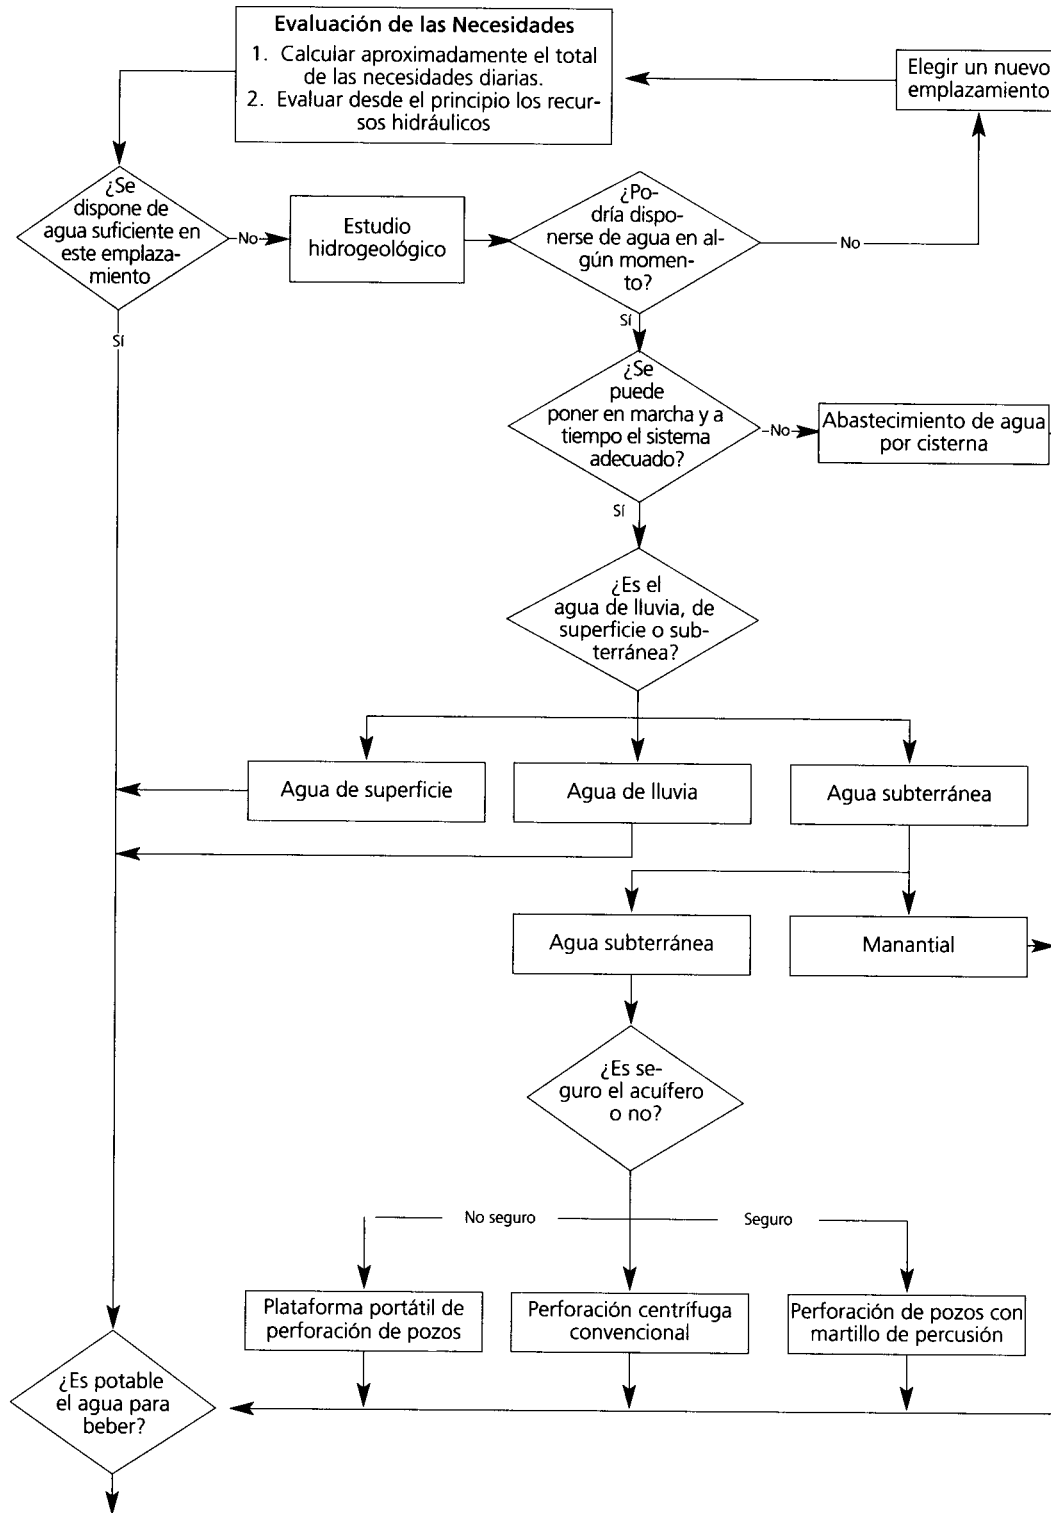 Evaluación de las Necesidades
1. Calcular aproximadamente el total
de las necesidades diarias.
2. Evaluar desde el principio los recur-
sos hidráulicos
Elegir un nuevo
emplazamiento
¿Se
dispone de
agua suficiente en
este emplaza-
miento
No
Estudio
hidrogeológico
¿Po-
dría dispo-
nerse de agua en al-
gún momen-
to?
No
Sí
Sí
¿Se
puede
poner en marcha y a
tiempo el sistema
adecuado?
No
Abastecimiento de agua
por cisterna
Sí
¿Es el
agua de lluvia, de
superficie o sub-
terránea?
Agua de superficie
Agua de lluvia
Agua subterránea
Agua subterránea
Manantial
¿Es se-
guro el acuífero
o no?
No seguro
Seguro
Plataforma portátil de
perforación de pozos
Perforación centrífuga
convencional
Perforación de pozos con
martillo de percusión
¿Es potable
el agua para
beber?